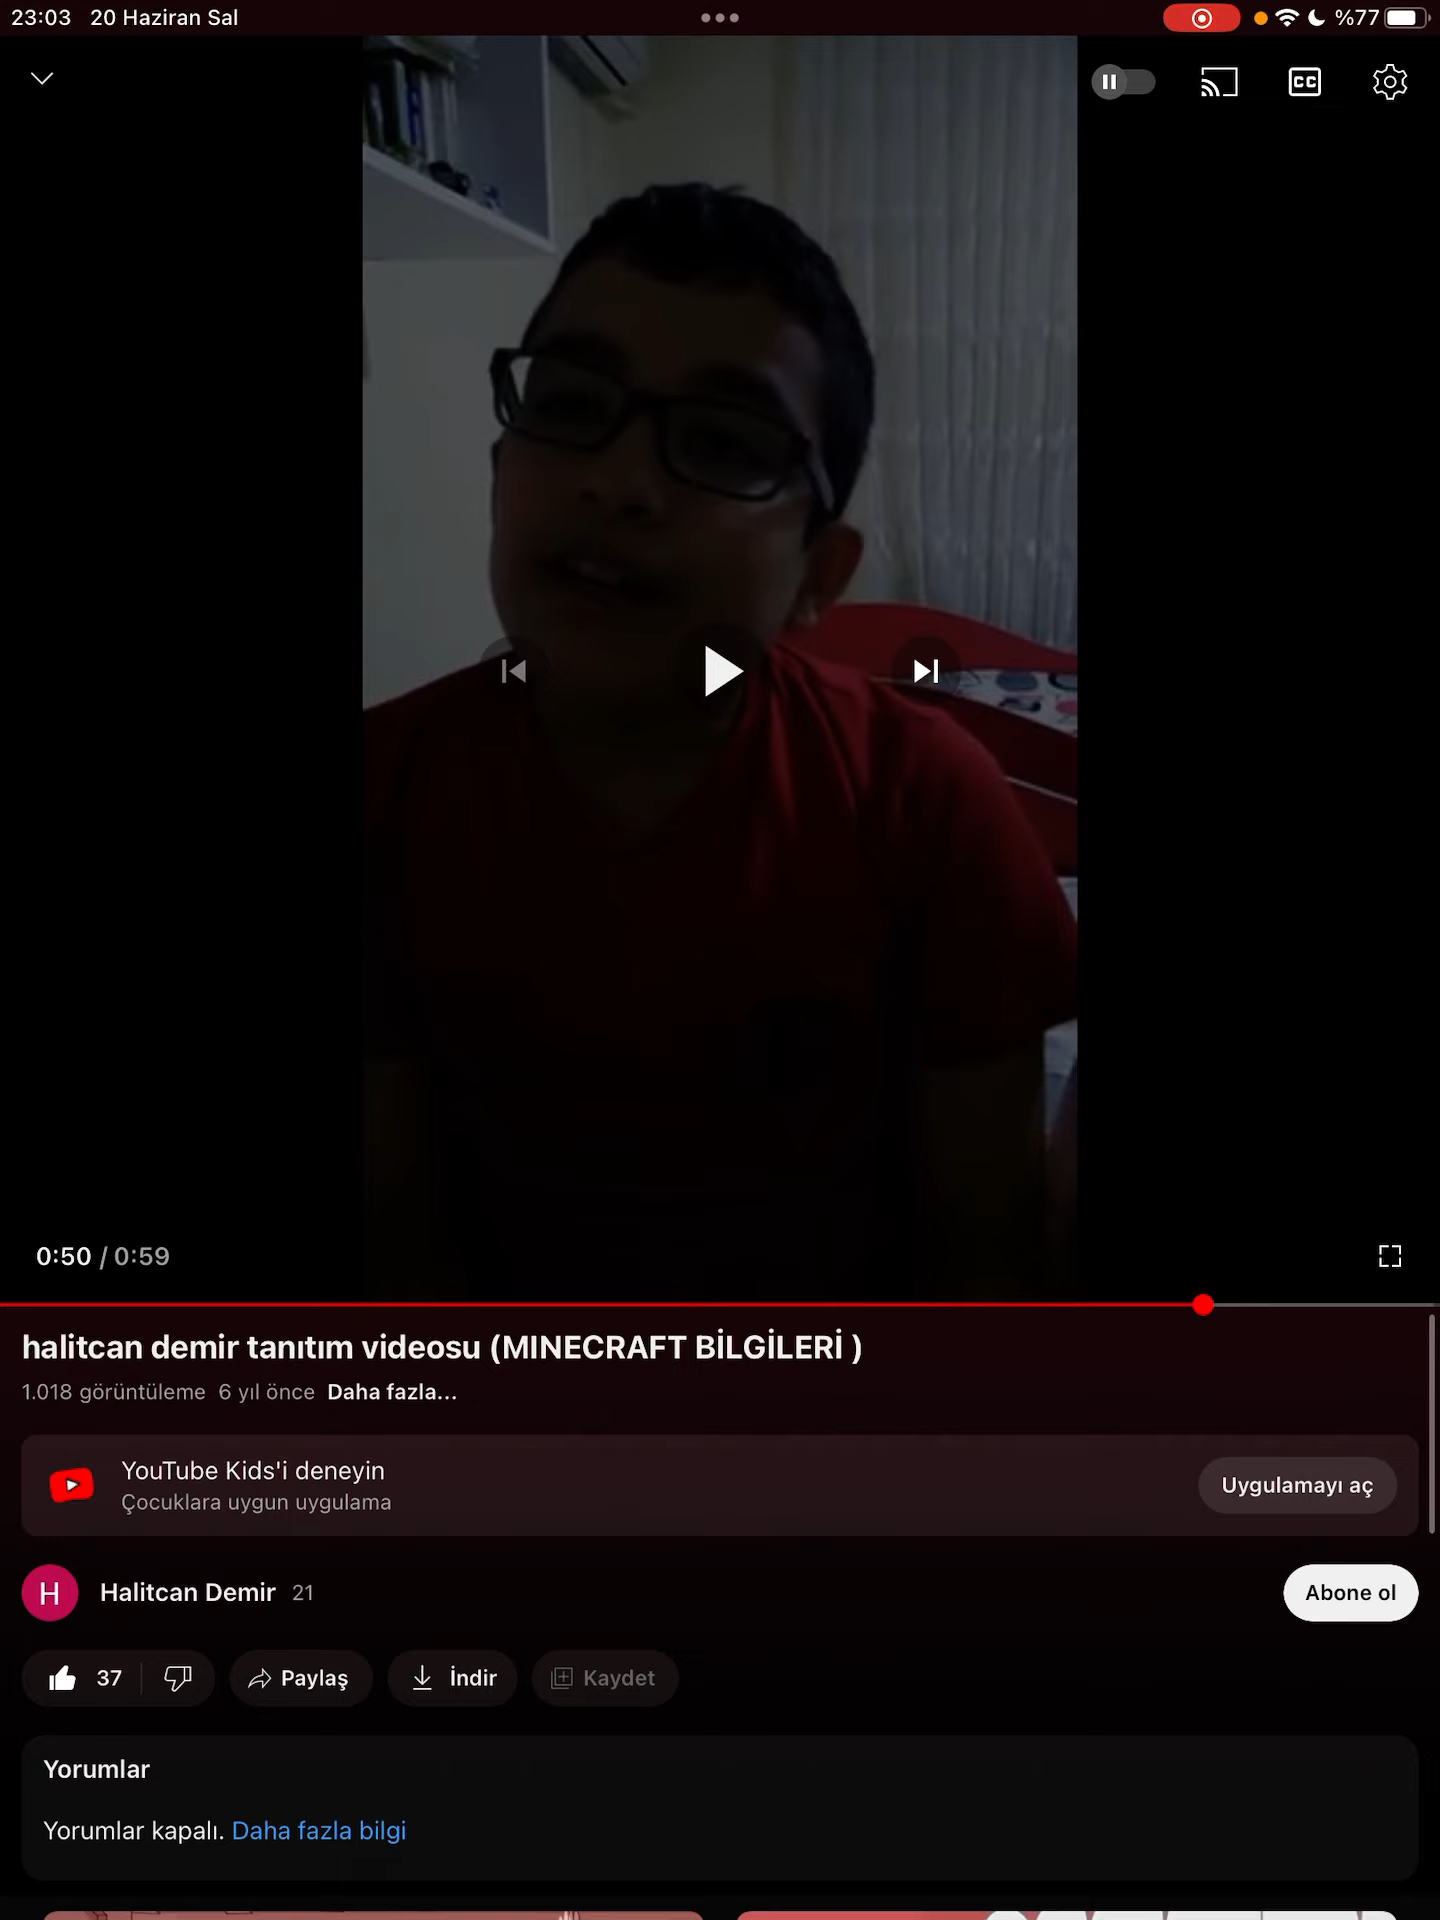 23:03 20 Haziran Sal
%77
CC
0:50 / 0:59
halitcan demir tanıtım videosu (MINECRAFT BİLGİLERİ )
1.018 görüntüleme 6 yıl önce Daha fazla...
YouTube Kids'i deneyin
Çocuklara uygun uygulama
Uygulamayı aç
H
Halitcan Demir 21
Abone ol
37
Paylaş
İndir
Kaydet
Yorumlar
Yorumlar kapalı. Daha fazla bilgi